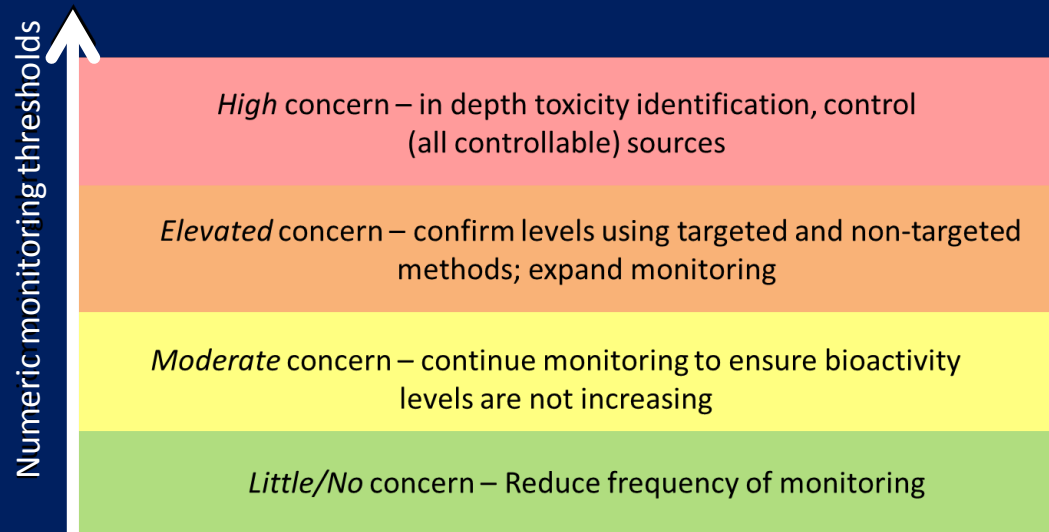 Numeric monitoring thresholds
High concern – in depth toxicity identification, control
(all controllable) sources
Elevated concern – confirm levels using targeted and non-targeted
methods; expand monitoring
Moderate concern – continue monitoring to ensure bioactivity
levels are not increasing
Little/No concern – Reduce frequency of monitoring